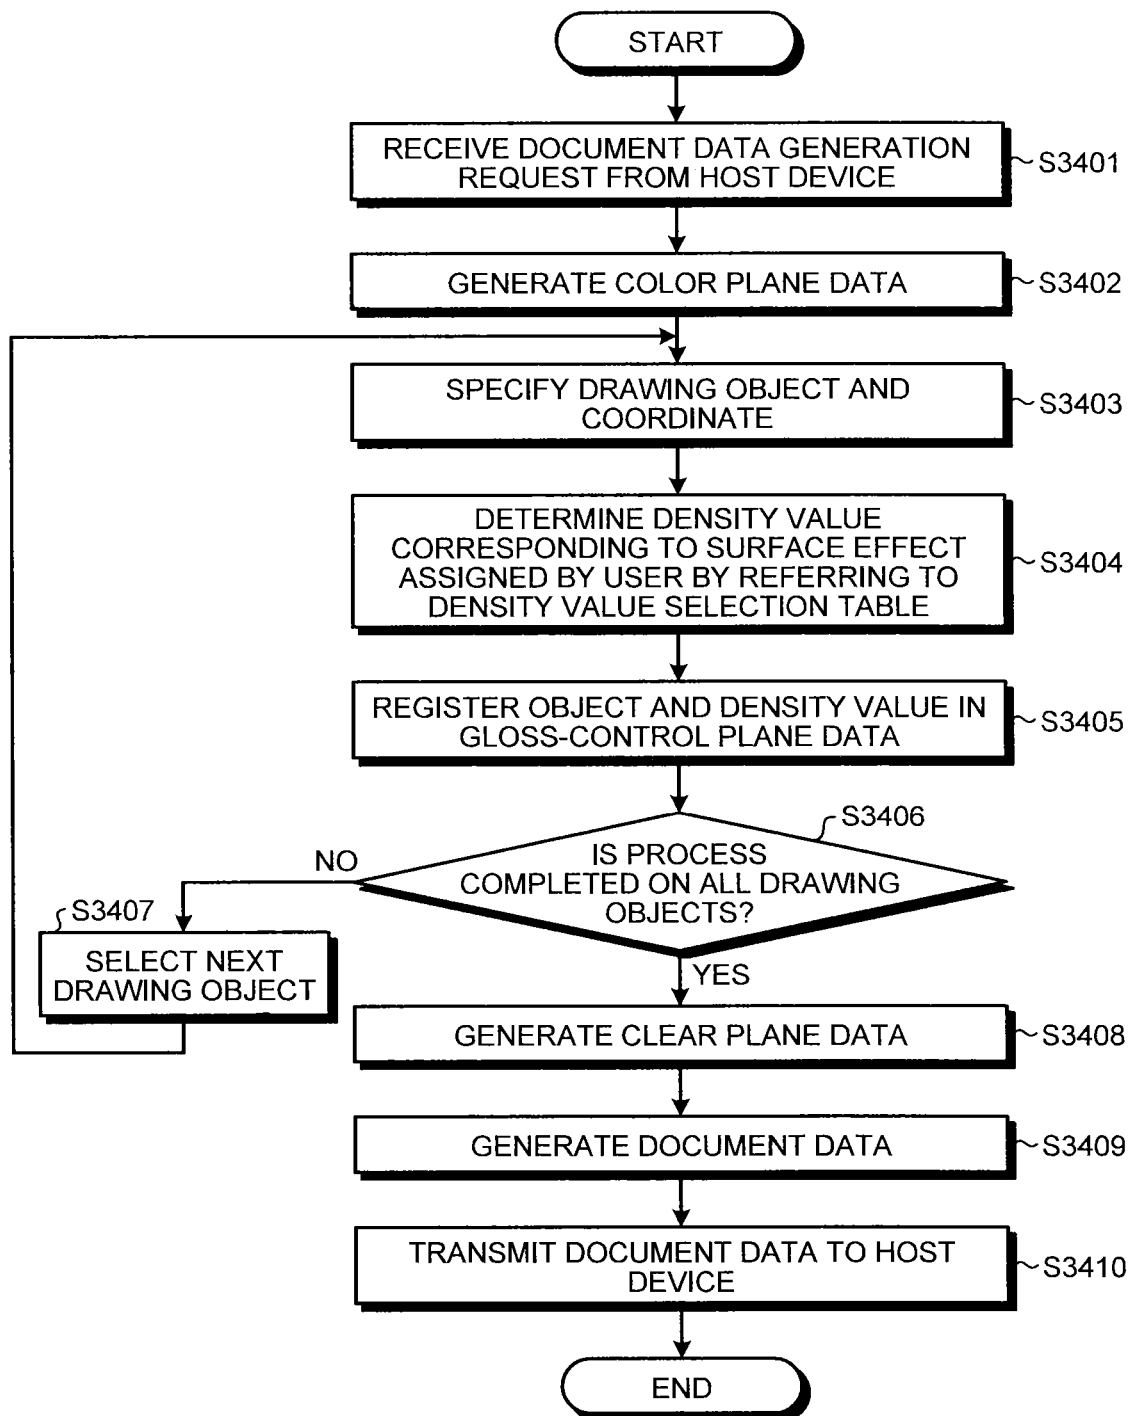 START
RECEIVE DOCUMENT DATA GENERATION
REQUEST FROM HOST DEVICE
S3401
GENERATE COLOR PLANE DATA
S3402
SPECIFY DRAWING OBJECT AND
COORDINATE
S3403
DETERMINE DENSITY VALUE
CORRESPONDING TO SURFACE EFFECT
ASSIGNED BY USER BY REFERRING TO
DENSITY VALUE SELECTION TABLE
S3404
REGISTER OBJECT AND DENSITY VALUE IN
GLOSS-CONTROL PLANE DATA
S3405
S3406
IS PROCESS
COMPLETED ON ALL DRAWING
OBJECTS?
NO
S3407
SELECT NEXT
DRAWING OBJECT
YES
GENERATE CLEAR PLANE DATA
S3408
GENERATE DOCUMENT DATA
S3409
TRANSMIT DOCUMENT DATA TO HOST
DEVICE
S3410
END